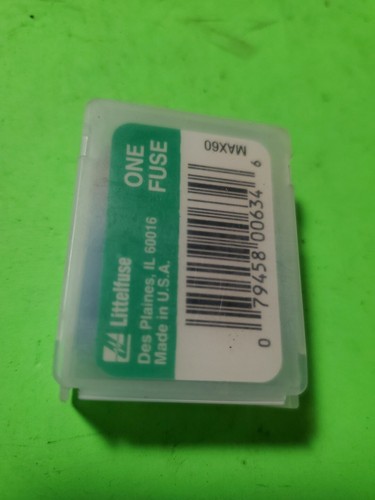 Littelfuse
ONE
FUSE
Des Plaines, IL 60016
Made in U.S.A.
MAX60
0 79458 00634 6